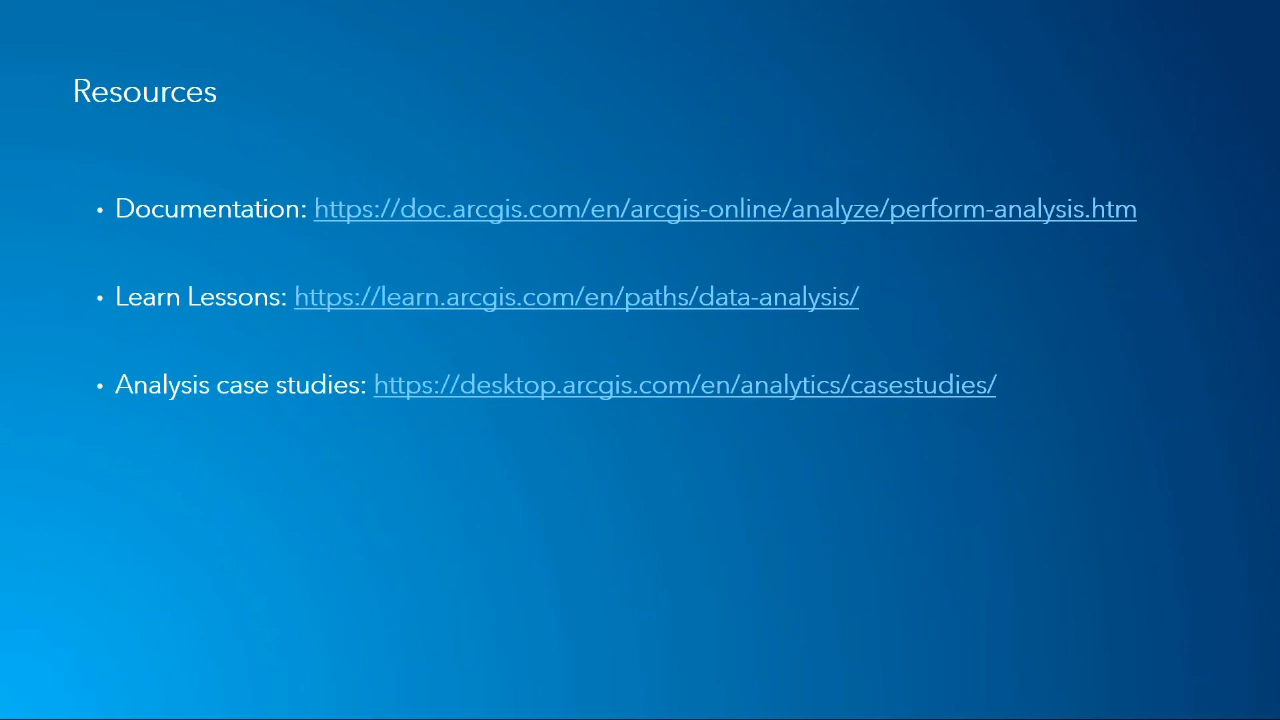 Resources
• Documentation: https://doc.arcgis.com/en/arcgis-online/analyze/perform-analysis.htm
• Learn Lessons: https://learn.arcgis.com/en/paths/data-analysis/
• Analysis case studies: https://desktop.arcgis.com/en/analytics/casestudies/